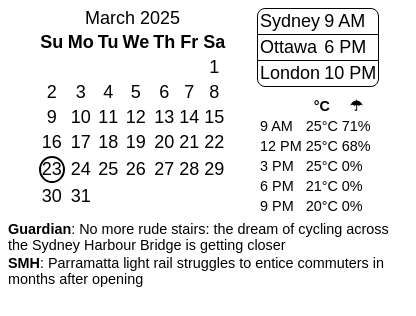 March 2025
Su Mo Tu We Th Fr Sa
1
2 3 4 5 6 7 8
9 10 11 12 13 14 15
16 17 18 19 20 21 22
23 24 25 26 27 28 29
30 31
Sydney 9 AM
Ottawa 6 PM
London 10 PM
°C ☂
9 AM 25°C 71%
12 PM 25°C 68%
3 PM 25°C 0%
6 PM 21°C 0%
9 PM 20°C 0%
Guardian: No more rude stairs: the dream of cycling across
the Sydney Harbour Bridge is getting closer
SMH: Parramatta light rail struggles to entice commuters in
months after opening